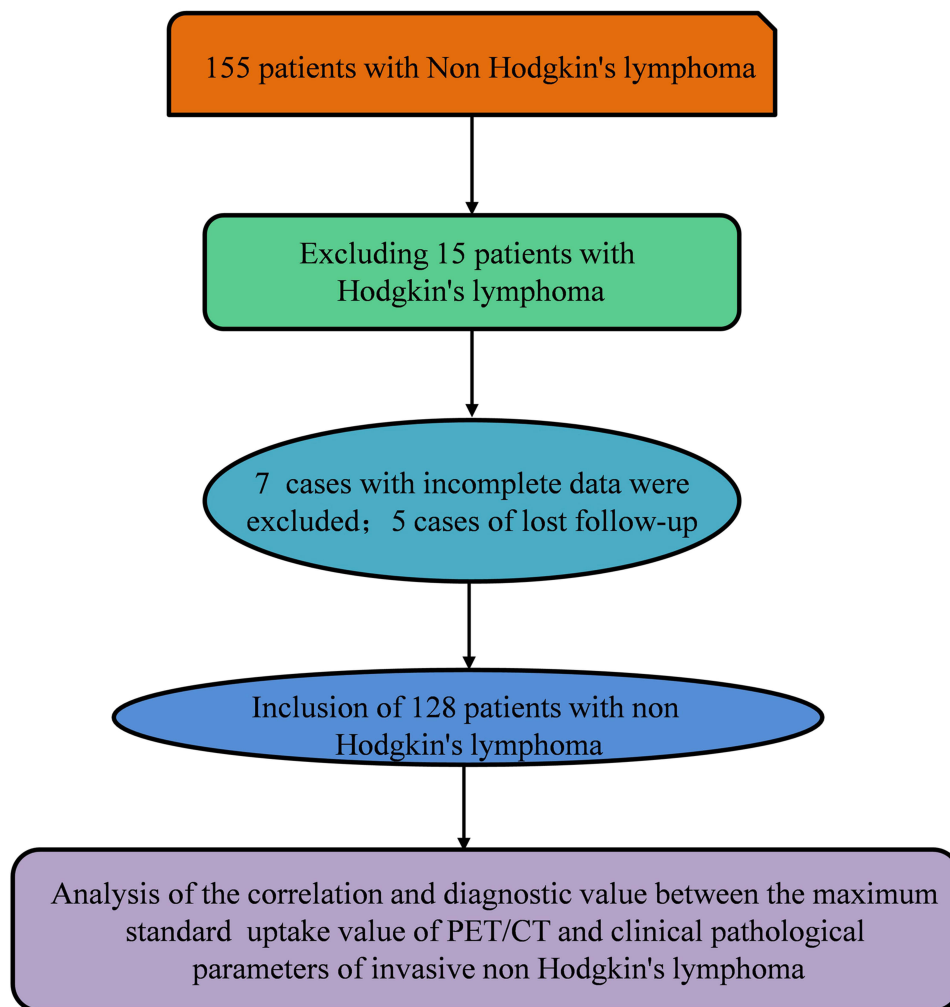 155 patients with Non Hodgkin's lymphoma
Excluding 15 patients with
Hodgkin's lymphoma
7 cases with incomplete data were
excluded；5 cases of lost follow-up
Inclusion of 128 patients with non
Hodgkin's lymphoma
Analysis of the correlation and diagnostic value between the maximum
standard uptake value of PET/CT and clinical pathological
parameters of invasive non Hodgkin's lymphoma